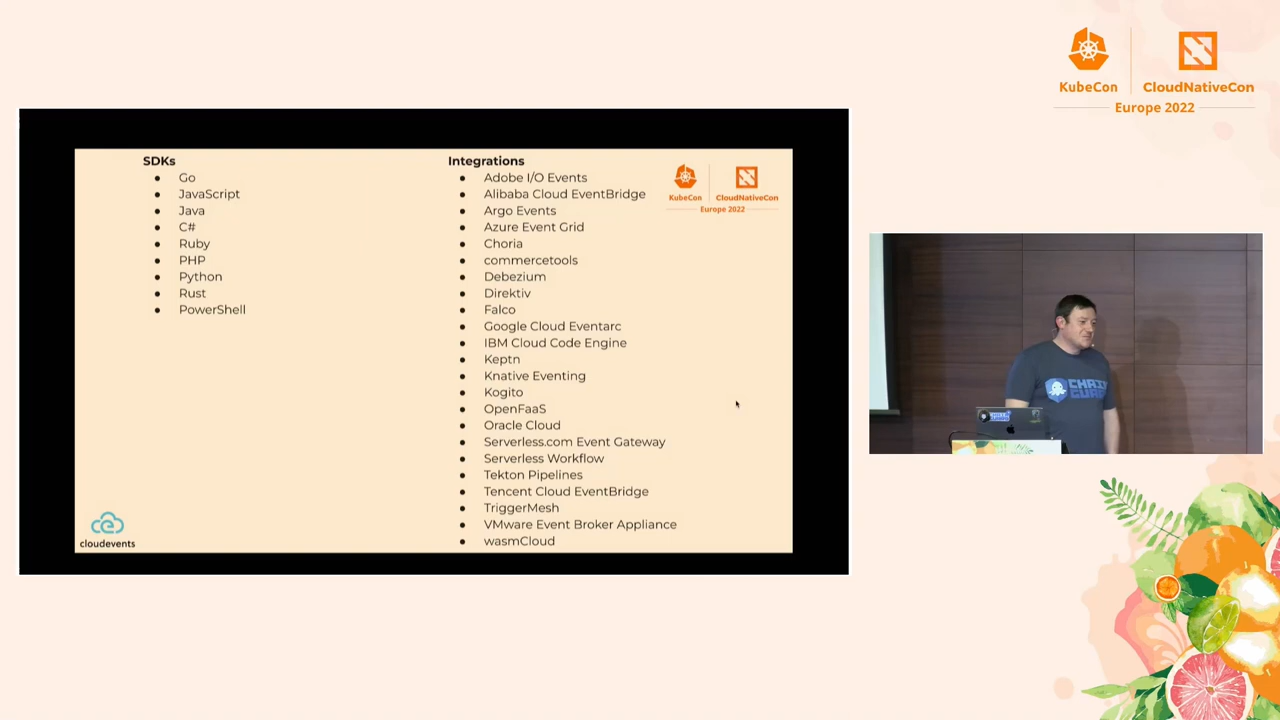 KubeCon
CloudNativeCon
Europe 2022
SDKs
Go
JavaScript
Java
C#
Ruby
PHP
Python
Rust
PowerShell
Integrations
Adobe I/O Events
Alibaba Cloud EventBridge
Argo Events
Azure Event Grid
Choria
commercetools
Debezium
Direktiv
Falco
Google Cloud Eventarc
IBM Cloud Code Engine
Keptn
Knative Eventing
Kogito
OpenFaaS
Oracle Cloud
Serverless.com Event Gateway
Serverless Workflow
Tekton Pipelines
Tencent Cloud EventBridge
TriggerMesh
VMware Event Broker Appliance
wasmCloud
KubeCon
CloudNativeCon
Europe 2022
cloudevents
CHAIN
GUARD